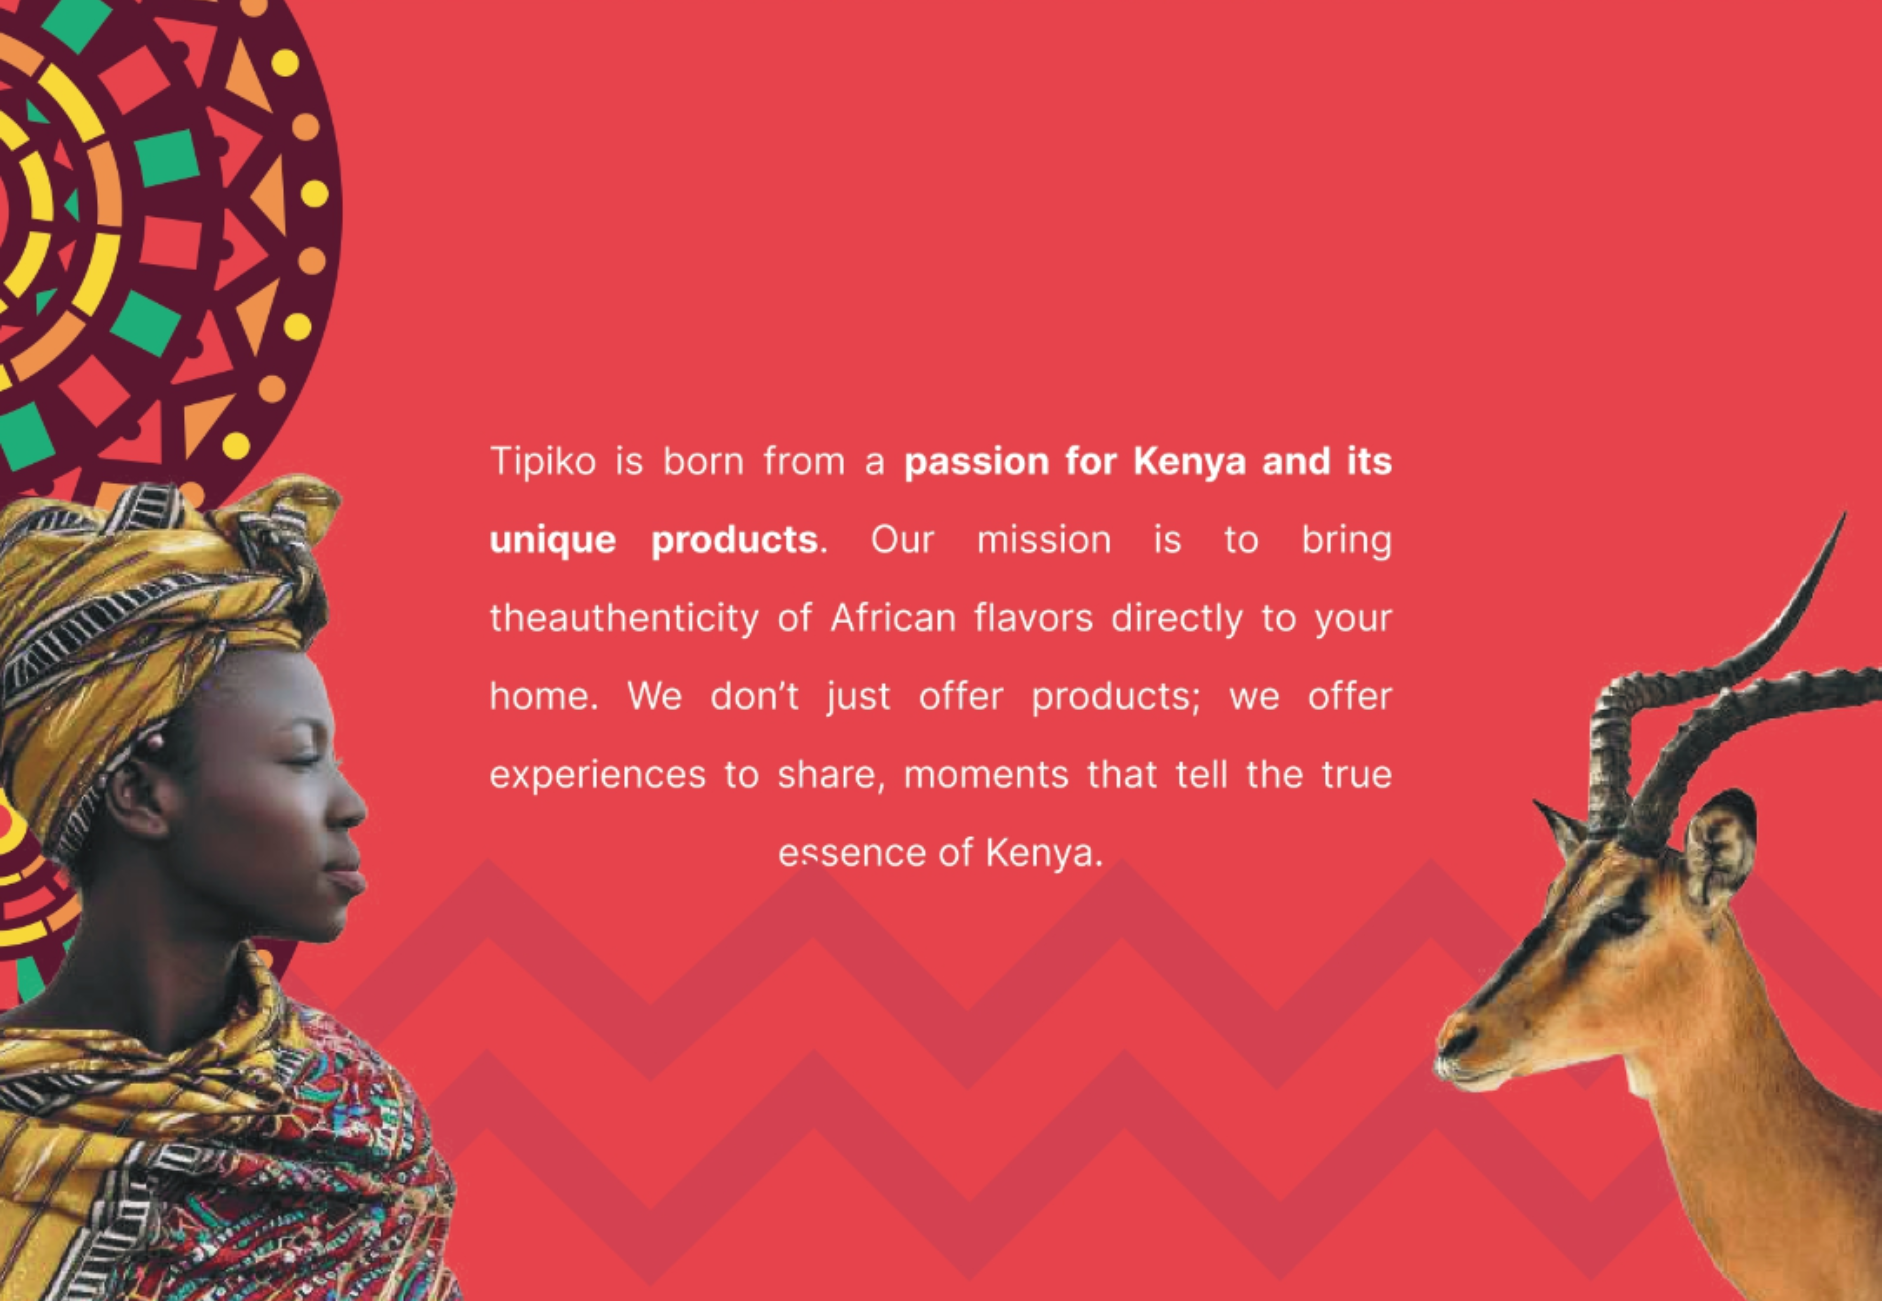 Tipiko is born from a passion for Kenya and its
unique products. Our mission is to bring
theauthenticity of African flavors directly to your
home. We don’t just offer products; we offer
experiences to share, moments that tell the true
essence of Kenya.